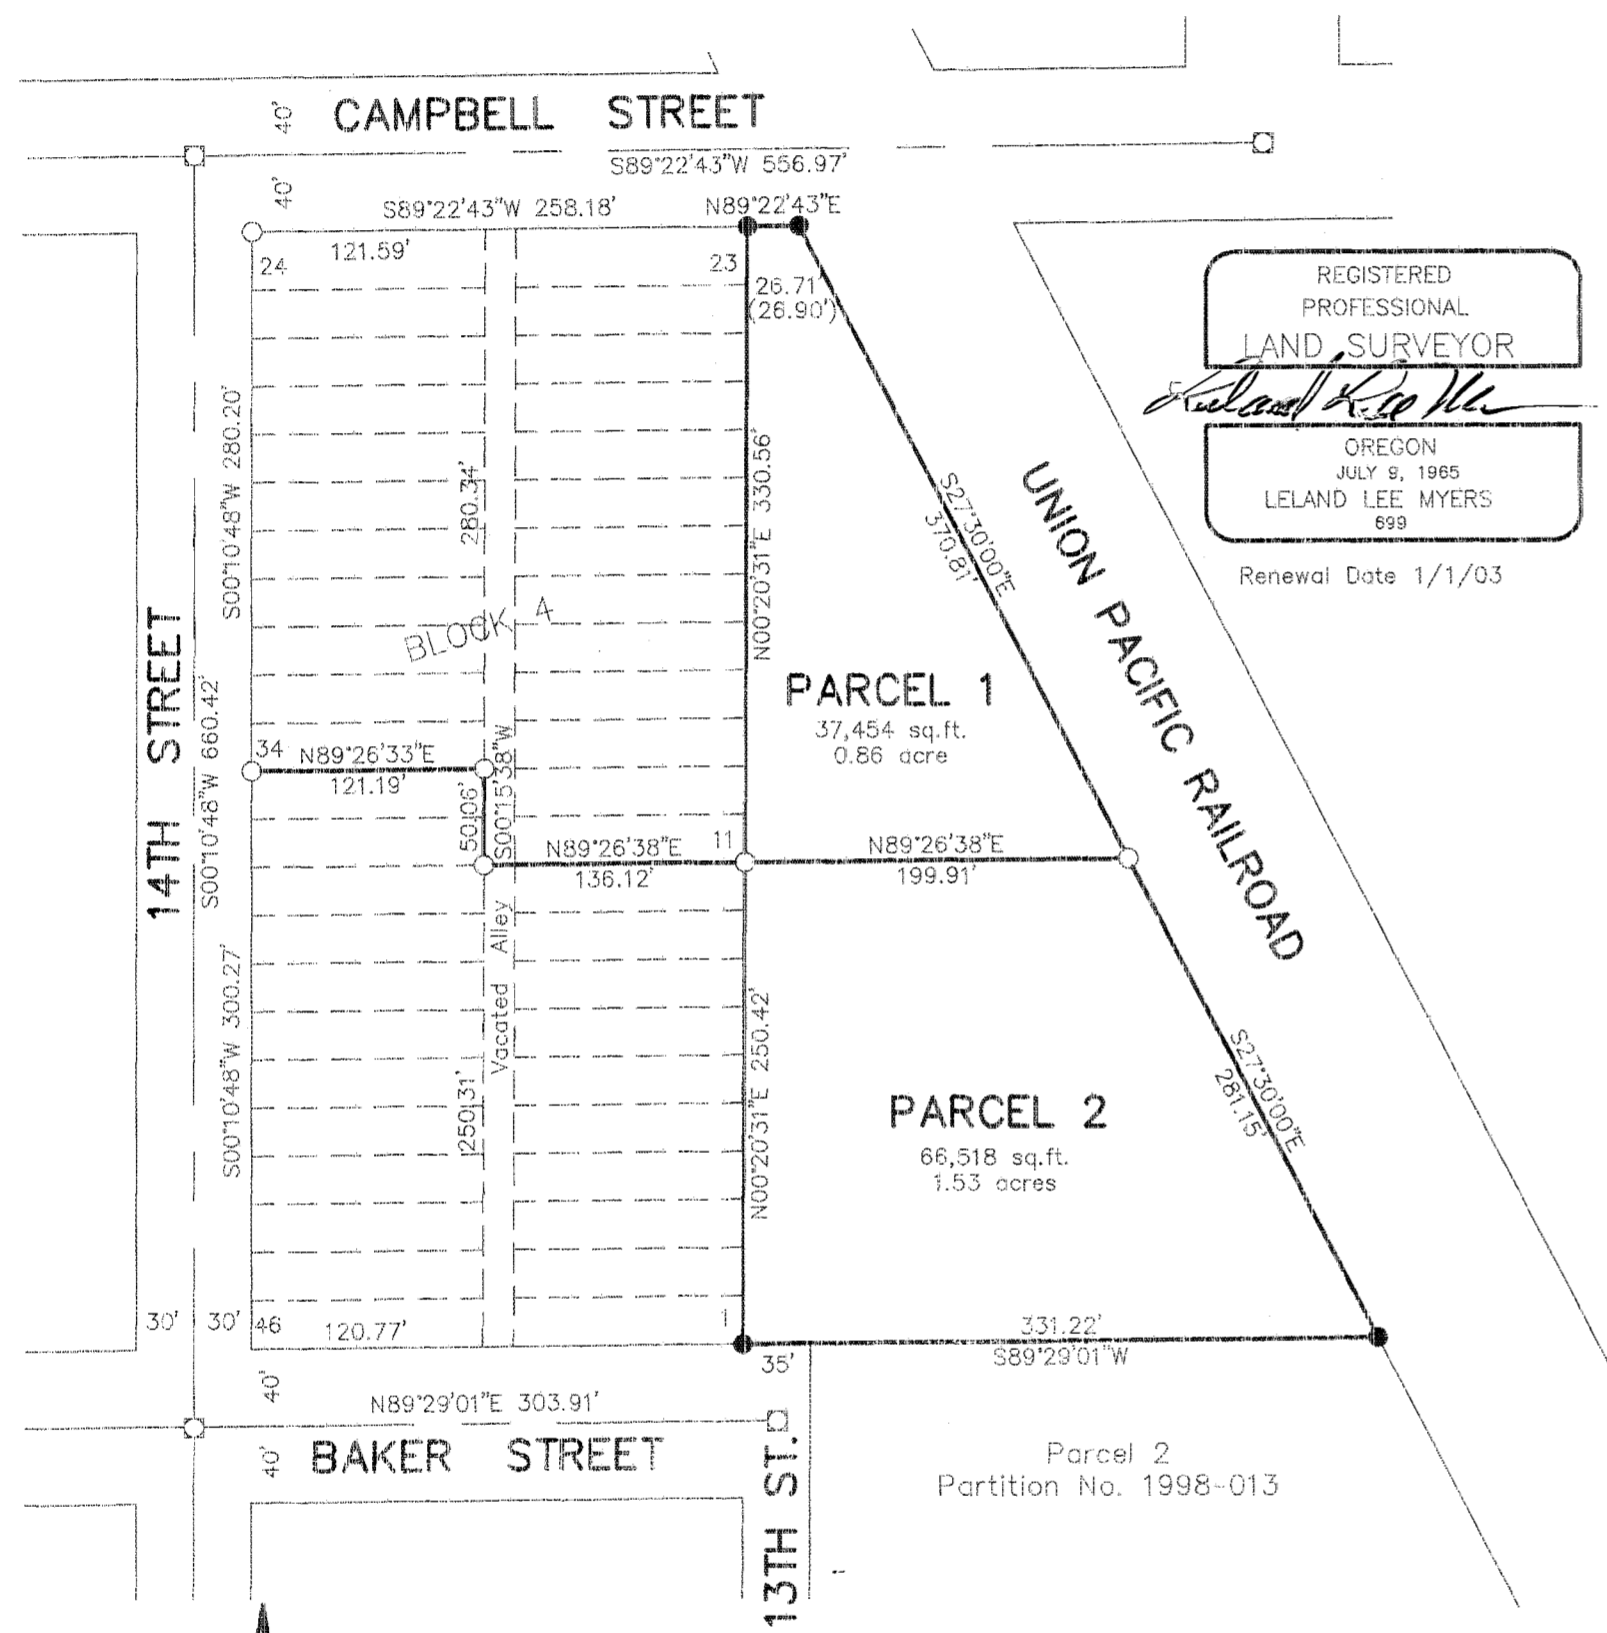 40'
CAMPBELL STREET
S89°22'43"W 556.97'
40'
S89°22'43"W 258.18'
N89°22'43"E
121.59'
24
23
26.71'
(26.90')
REGISTERED
PROFESSIONAL
LAND SURVEYOR
OREGON
JULY 9, 1965
LELAND LEE MYERS
699
Renewal Date 1/1/03
S00°10'48"W 280.20'
280.34'
N00°20'31"E 330.56'
S27°30'00"E
370.81'
UNION PACIFIC RAILROAD
BLOCK 4
14TH STREET
S00°10'48"W 660.42'
PARCEL 1
37,454 sq.ft.
0.86 acre
34
N89°26'33"E
121.19'
50.06'
S00°15'38"W
N89°26'38"E
136.12'
11
N89°26'38"E
199.91'
Vacated Alley
S00°10'48"W 300.27'
250.31'
N00°20'31"E 250.42'
PARCEL 2
66,518 sq.ft.
1.53 acres
S27°30'00"E
281.15'
30'
30'
46
120.77'
1
35'
331.22'
S89°29'01"W
40'
N89°29'01"E 303.91'
40'
BAKER STREET
13TH ST.
Parcel 2
Partition No. 1998-013